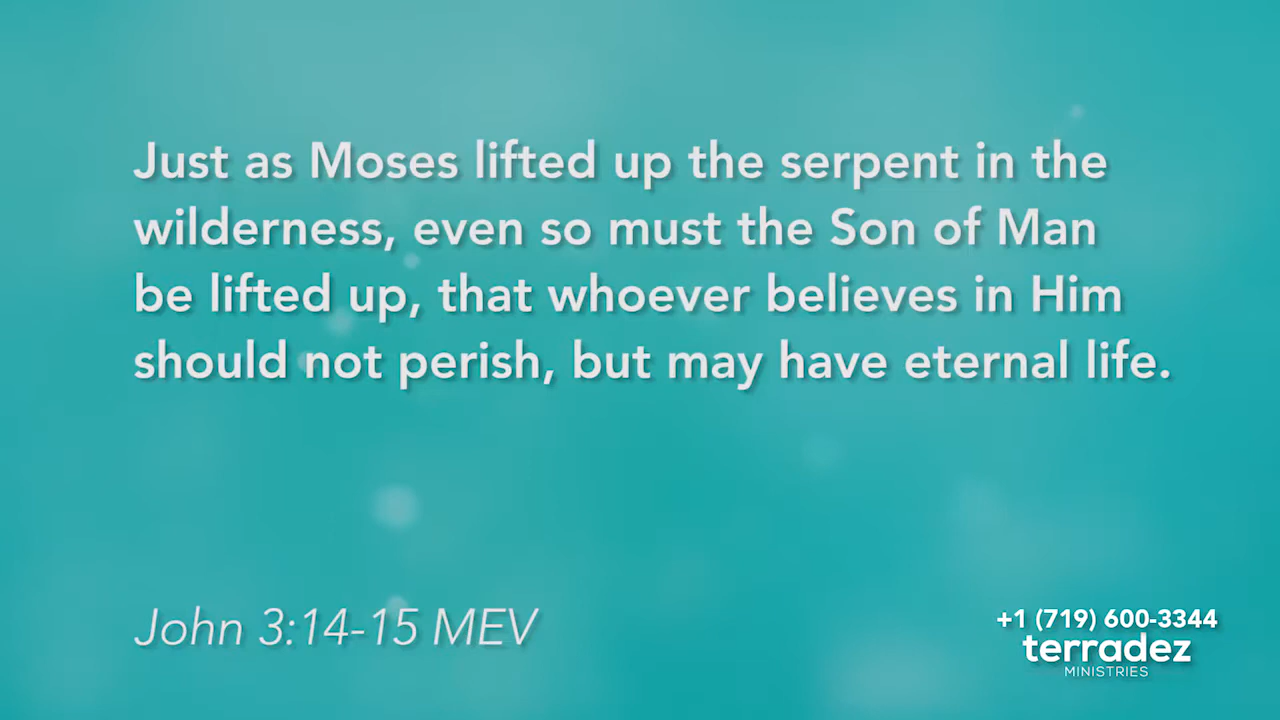 Just as Moses lifted up the serpent in the
wilderness, even so must the Son of Man
be lifted up, that whoever believes in Him
should not perish, but may have eternal life.
John 3:14-15 MEV
+1 (719) 600-3344
terradez
MINISTRIES